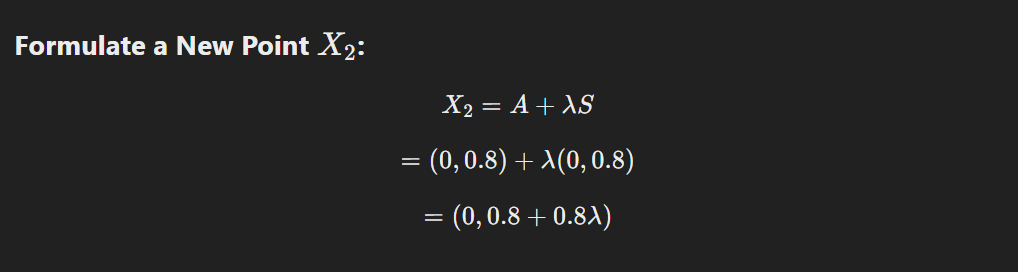 Formulate a New Point X₂:
X₂ = A + λS
= (0, 0.8) + λ(0, 0.8)
= (0, 0.8 + 0.8λ)